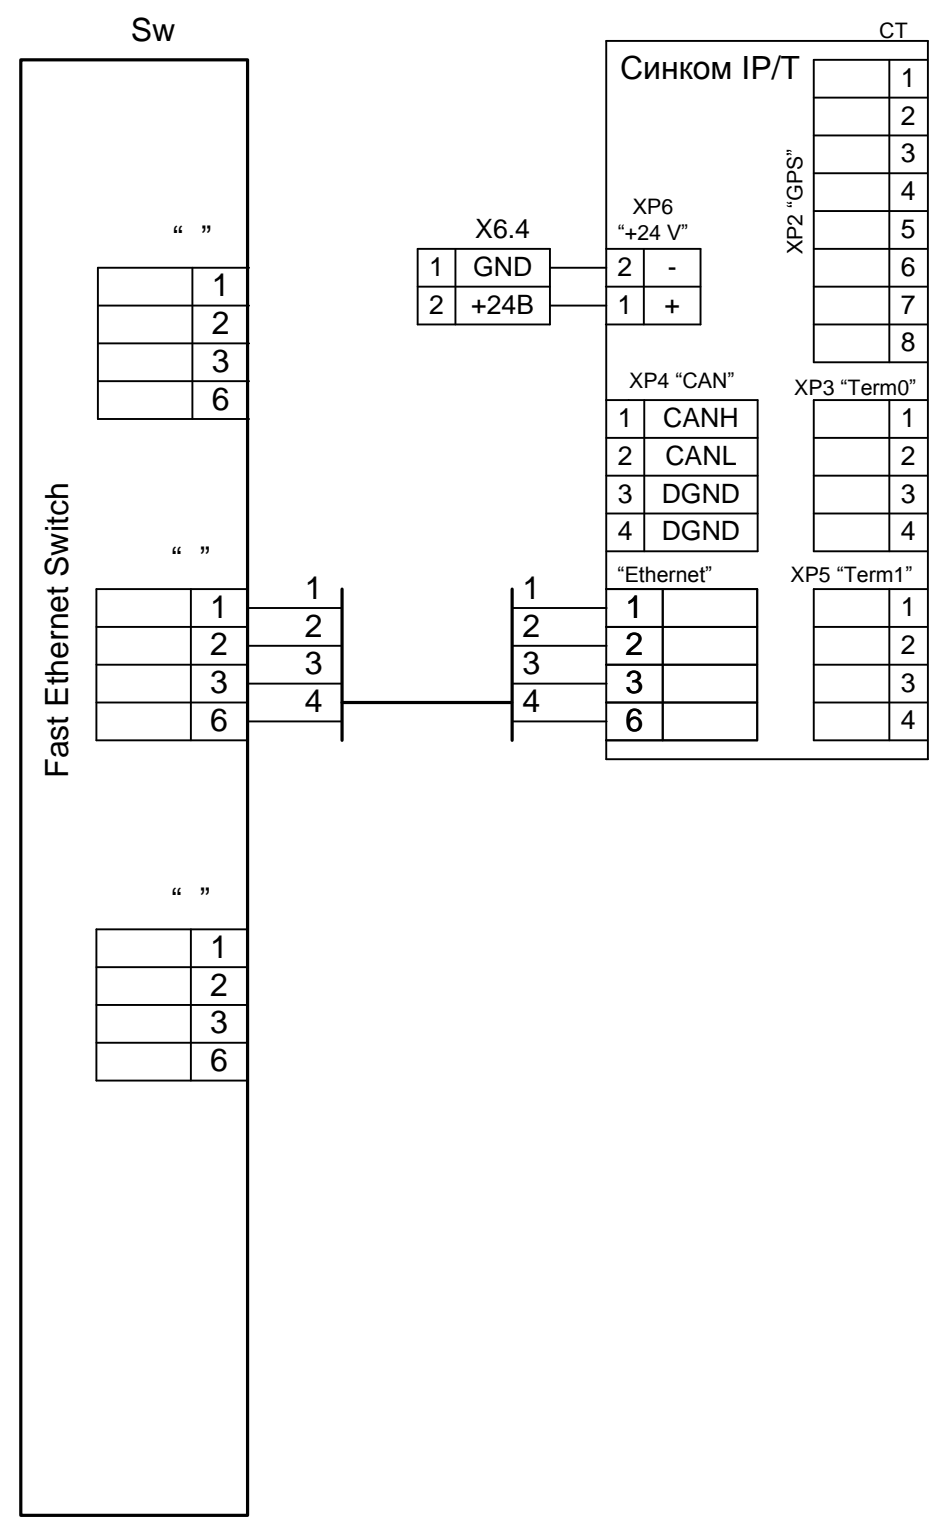 Sw
Fast Ethernet Switch
“ ”
1
2
3
6
“ ”
1
2
3
6
“ ”
1
2
3
6
1
2
3
4
1
2
3
4
X6.4
1 GND
2 +24В
СТ
Синком IP/T
XP6
“+24 V”
2 -
1 +
XP4 “CAN”
1 CANH
2 CANL
3 DGND
4 DGND
“Ethernet”
1
2
3
6
XP2 “GPS”
1
2
3
4
5
6
7
8
XP3 “Term0”
1
2
3
4
XP5 “Term1”
1
2
3
4